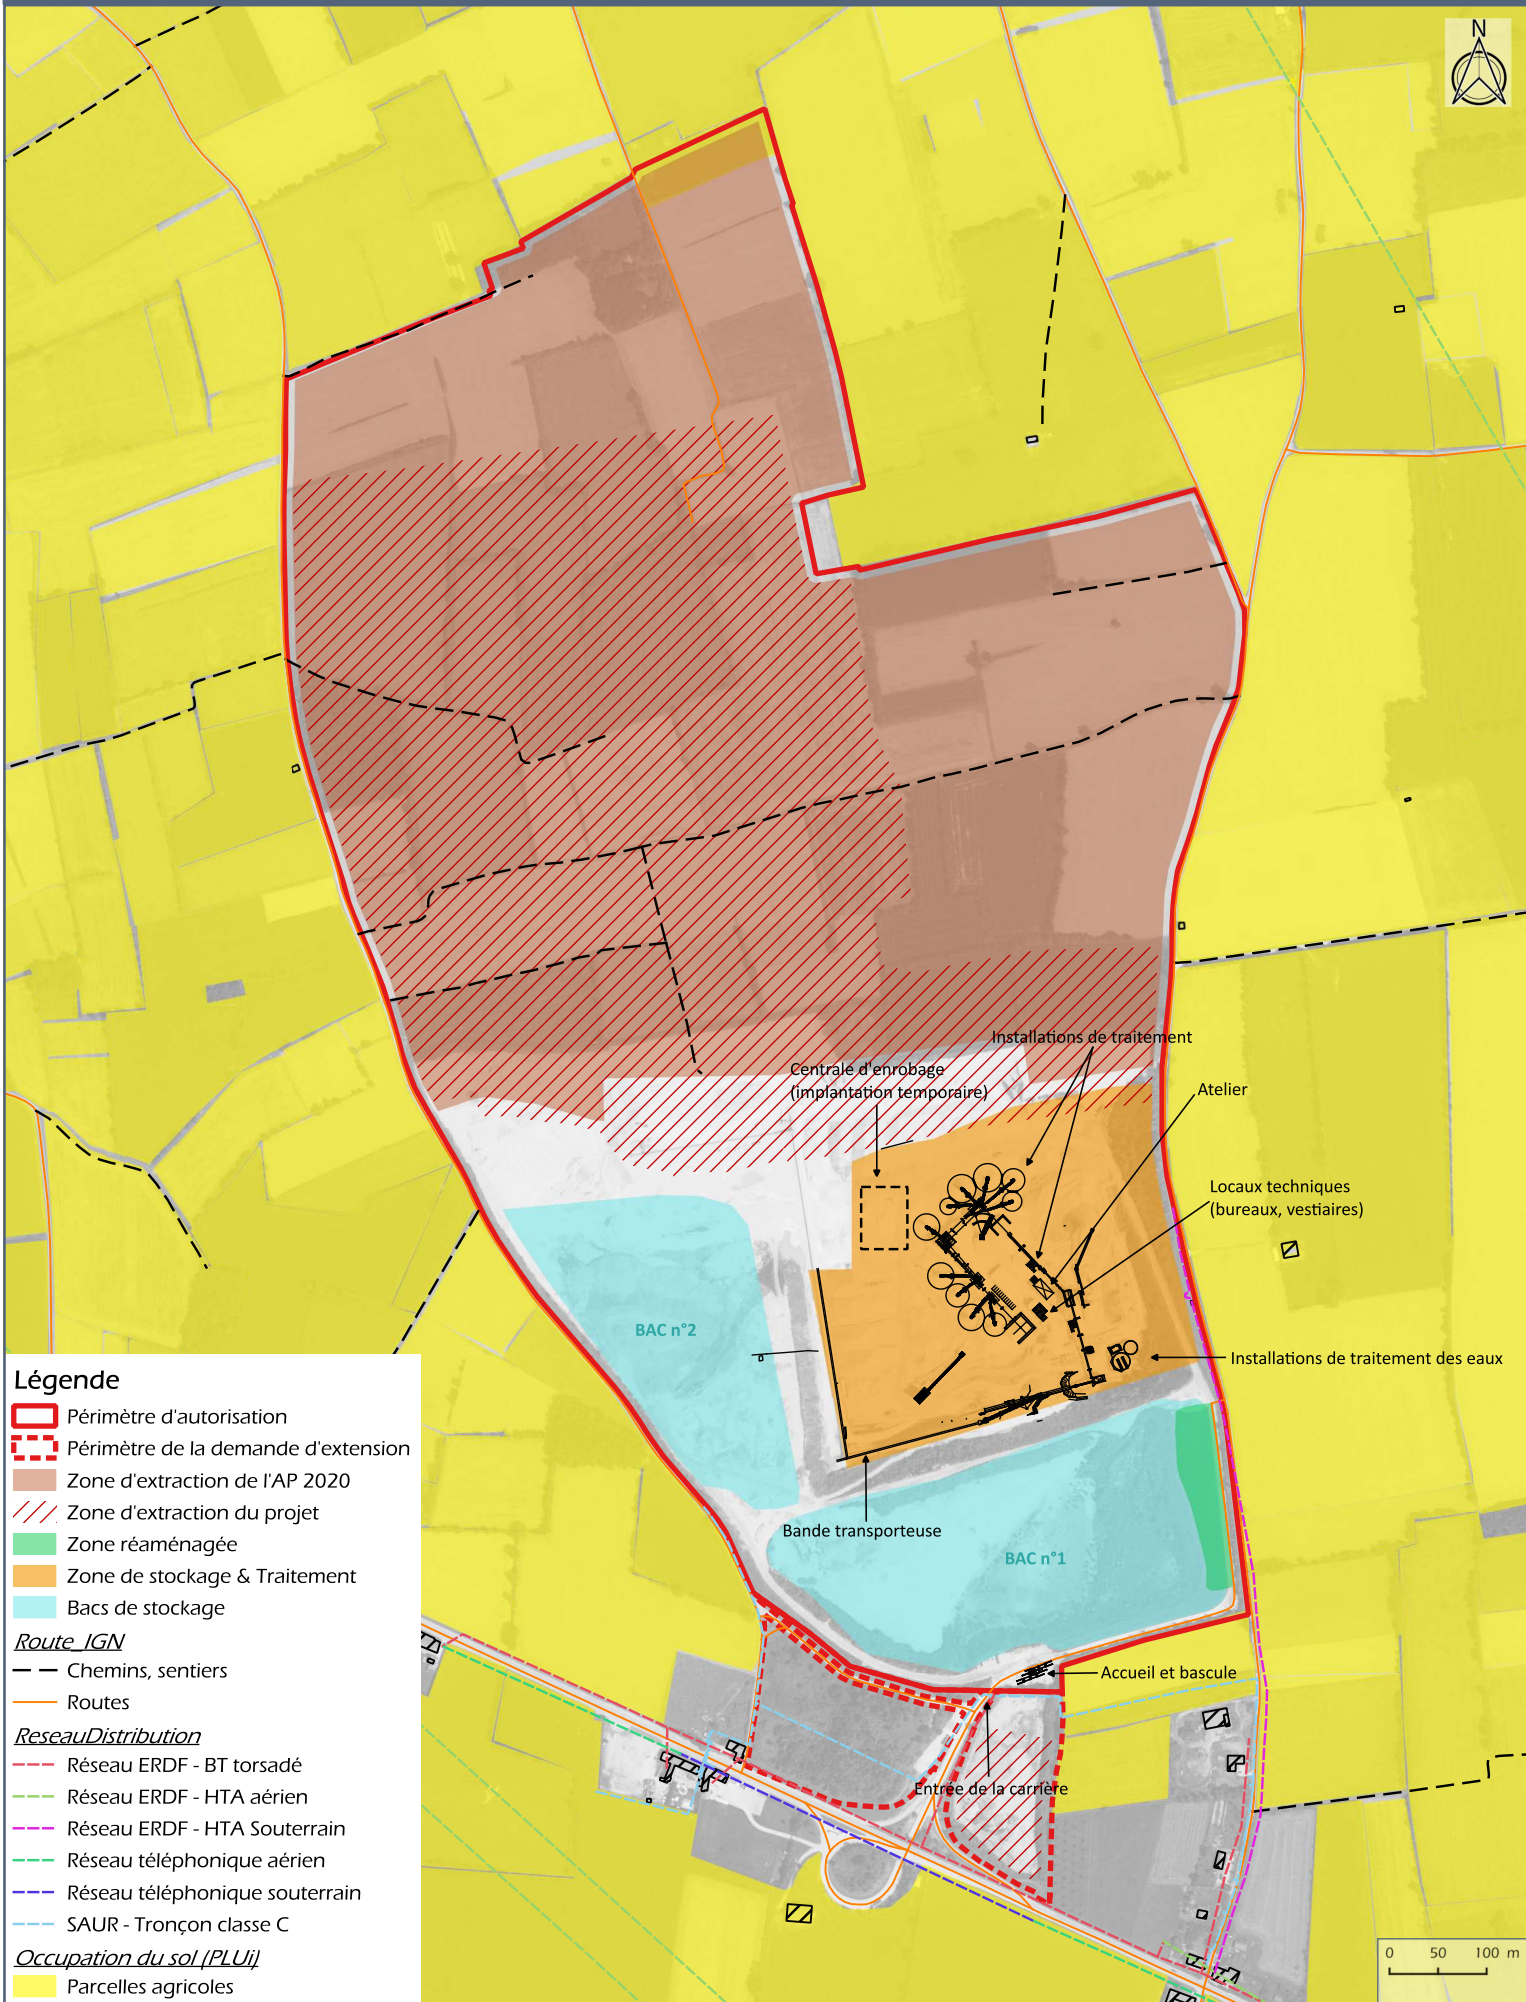 N
Installations de traitement
Centrale d'enrobage
(implantation temporaire)
Atelier
Locaux techniques
(bureaux, vestiaires)
BAC n°2
Installations de traitement des eaux
Bande transporteuse
BAC n°1
Accueil et bascule
Entrée de la carrière
Légende
Périmètre d'autorisation
Périmètre de la demande d'extension
Zone d'extraction de l'AP 2020
Zone d'extraction du projet
Zone réaménagée
Zone de stockage & Traitement
Bacs de stockage
Route_IGN
Chemins, sentiers
Routes
ReseauDistribution
Réseau ERDF - BT torsadé
Réseau ERDF - HTA aérien
Réseau ERDF - HTA Souterrain
Réseau téléphonique aérien
Réseau téléphonique souterrain
SAUR - Tronçon classe C
Occupation du sol (PLUi)
Parcelles agricoles
0 50 100 m